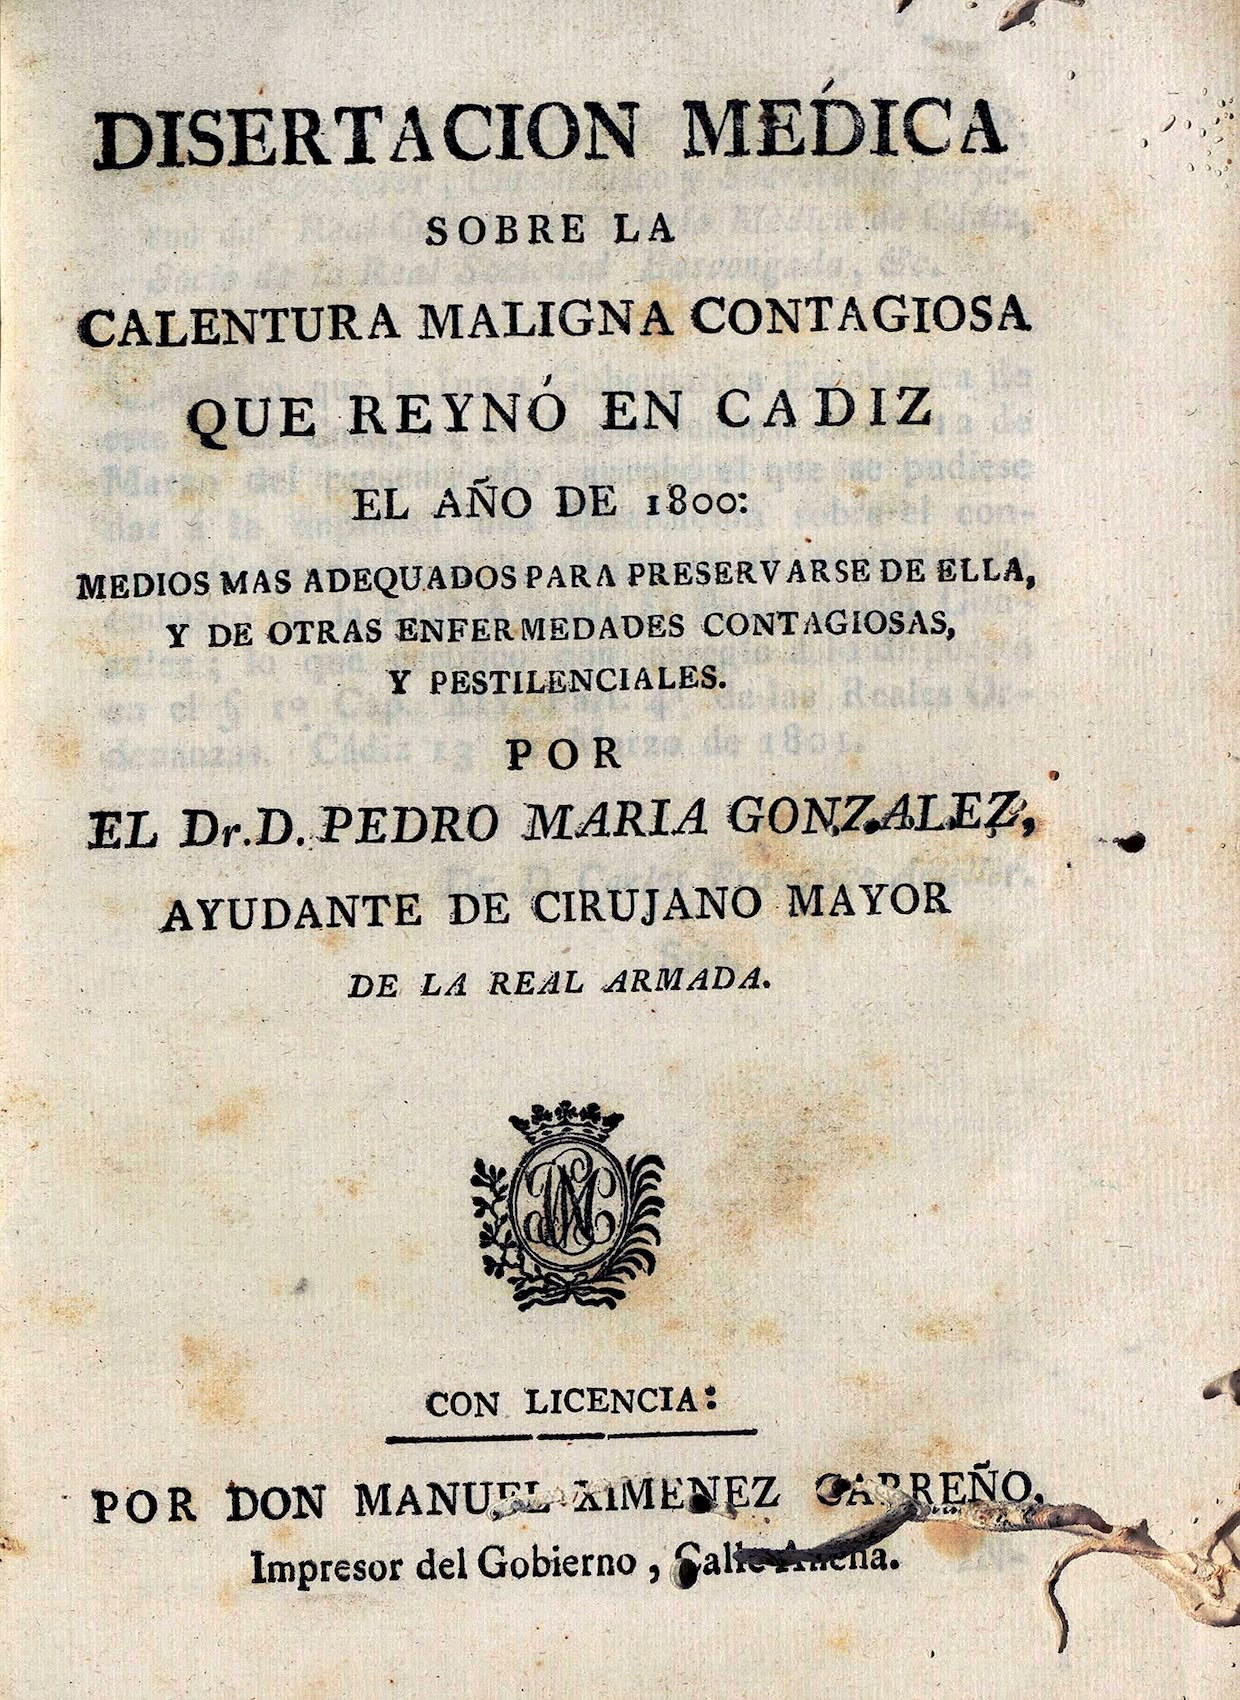 DISERTACION MÉDICA
SOBRE LA
CALENTURA MALIGNA CONTAGIOSA
QUE REYNÓ EN CADIZ
EL AÑO DE 1800:
MEDIOS MAS ADEQUADOS PARA PRESERVARSE DE ELLA,
Y DE OTRAS ENFERMEDADES CONTAGIOSAS,
Y PESTILENCIALES.
POR
EL Dr. D. PEDRO MARIA GONZALEZ,
AYUDANTE DE CIRUJANO MAYOR
DE LA REAL ARMADA.
CON LICENCIA:
POR DON MANUEL XIMENEZ CARREÑO,
Impresor del Gobierno, Calle